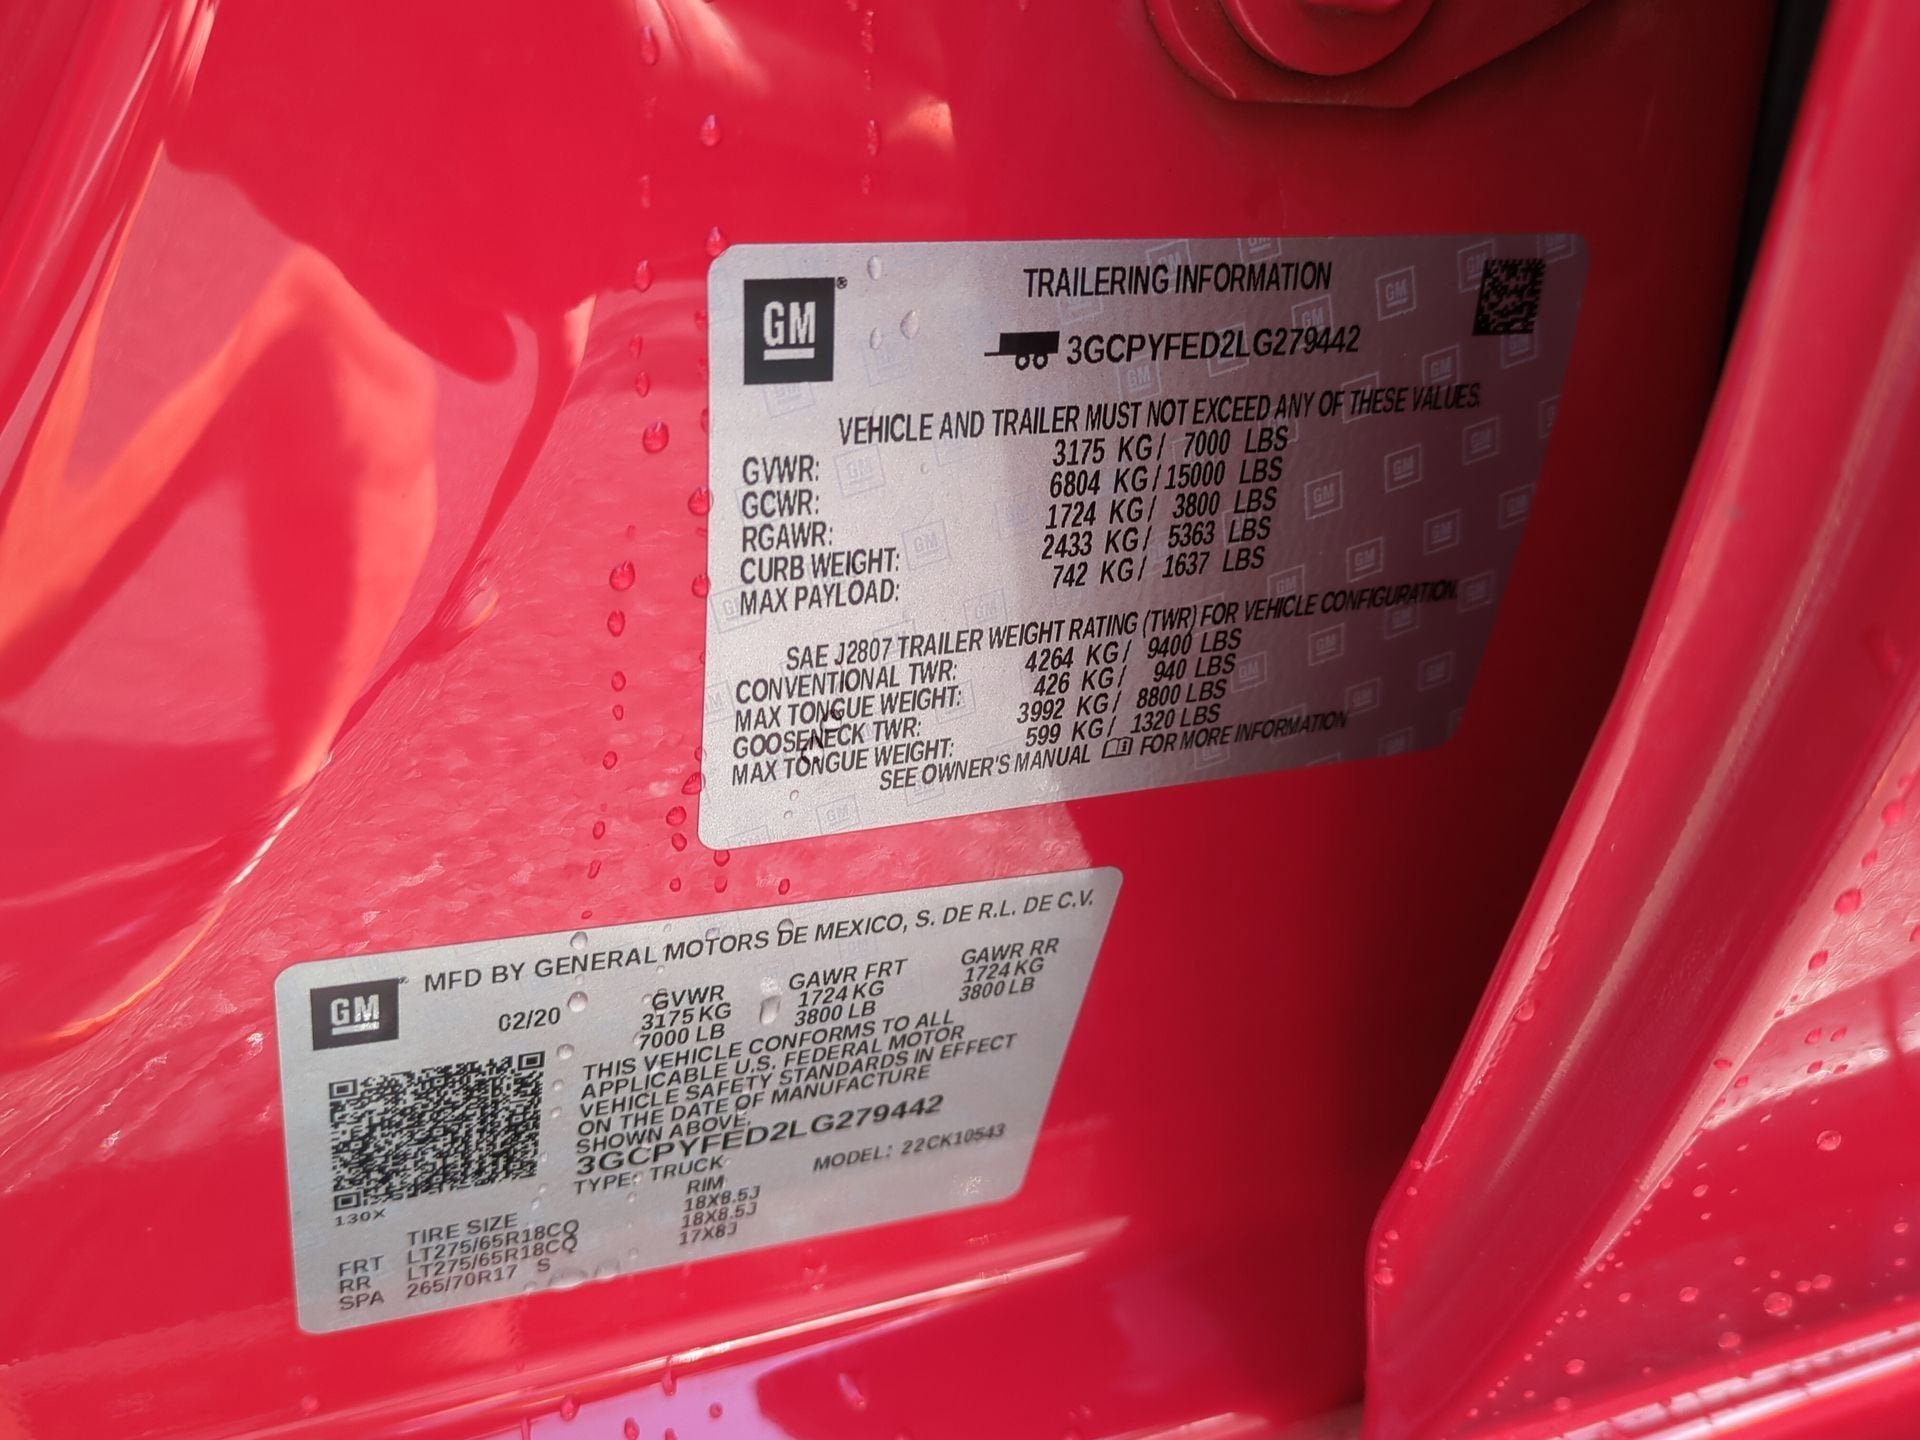 GM®
TRAILERING INFORMATION
3GCPYFED2LG279442
VEHICLE AND TRAILER MUST NOT EXCEED ANY OF THESE VALUES.
GVWR: 3175 KG / 7000 LBS
GCWR: 6804 KG / 15000 LBS
RGAWR: 1724 KG / 3800 LBS
CURB WEIGHT: 2433 KG / 5363 LBS
MAX PAYLOAD: 742 KG / 1637 LBS
SAE J2807 TRAILER WEIGHT RATING (TWR) FOR VEHICLE CONFIGURATION.
CONVENTIONAL TWR: 4264 KG / 9400 LBS
MAX TONGUE WEIGHT: 426 KG / 940 LBS
GOOSENECK TWR: 3992 KG / 8800 LBS
MAX TONGUE WEIGHT: 599 KG / 1320 LBS
SEE OWNER'S MANUAL FOR MORE INFORMATION
GM
MFD BY GENERAL MOTORS DE MEXICO, S. DE R.L. DE C.V.
02/20 GVWR GAWR FRT GAWR RR
3175 KG 1724 KG 1724 KG
7000 LB 3800 LB 3800 LB
THIS VEHICLE CONFORMS TO ALL
APPLICABLE U.S. FEDERAL MOTOR
VEHICLE SAFETY STANDARDS IN EFFECT
ON THE DATE OF MANUFACTURE
SHOWN ABOVE.
3GCPYFED2LG279442
TYPE: TRUCK MODEL: 22CK10543
130X
TIRE SIZE RIM
FRT LT275/65R18CQ 18X8.5J
RR LT275/65R18CQ 18X8.5J
SPA 265/70R17 S 17X8J